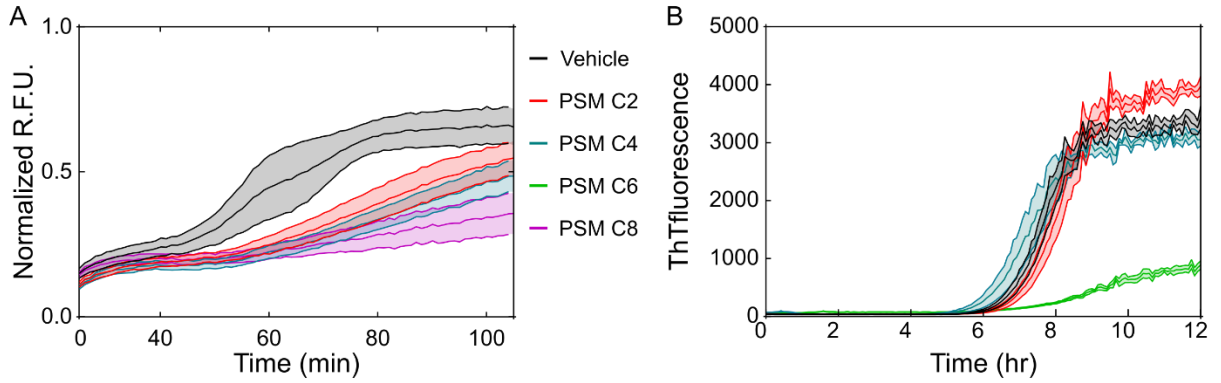 A
Normalized R.F.U.
1.0
0.5
0.0
0
40
60
80
100
Time (min)
Vehicle
PSM C2
PSM C4
PSM C6
PSM C8
B
ThTfluorescence
5000
4000
3000
2000
1000
0
0
2
4
6
8
10
12
Time (hr)